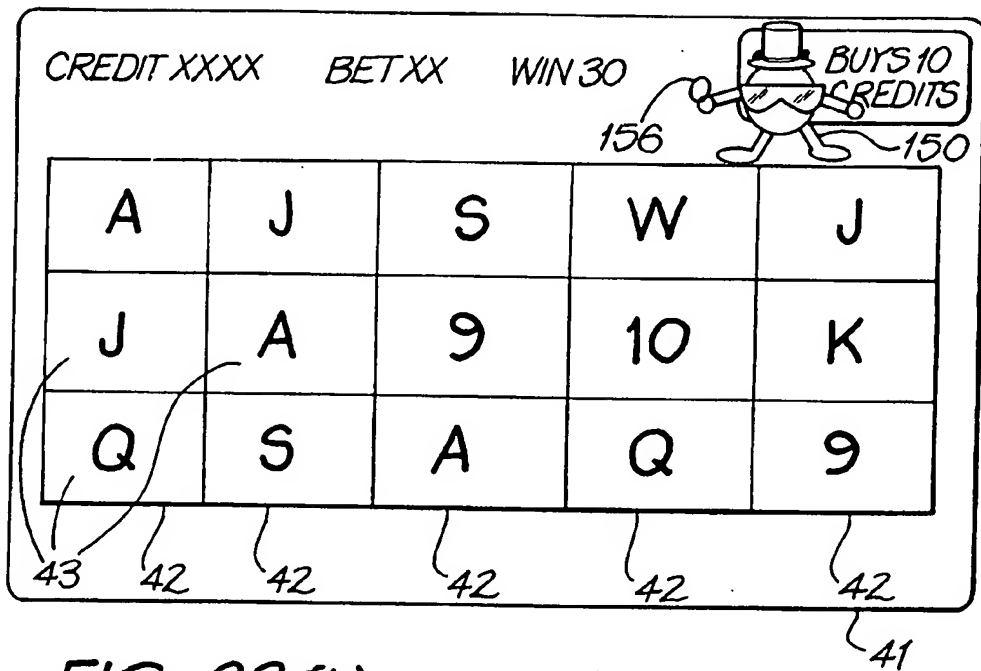 CREDIT XXXX BET XX WIN 30 BUYS 10
CREDITS
156 150
A J S W J
J A 9 10 K
Q S A Q 9
43 42 42 42 42 42
41